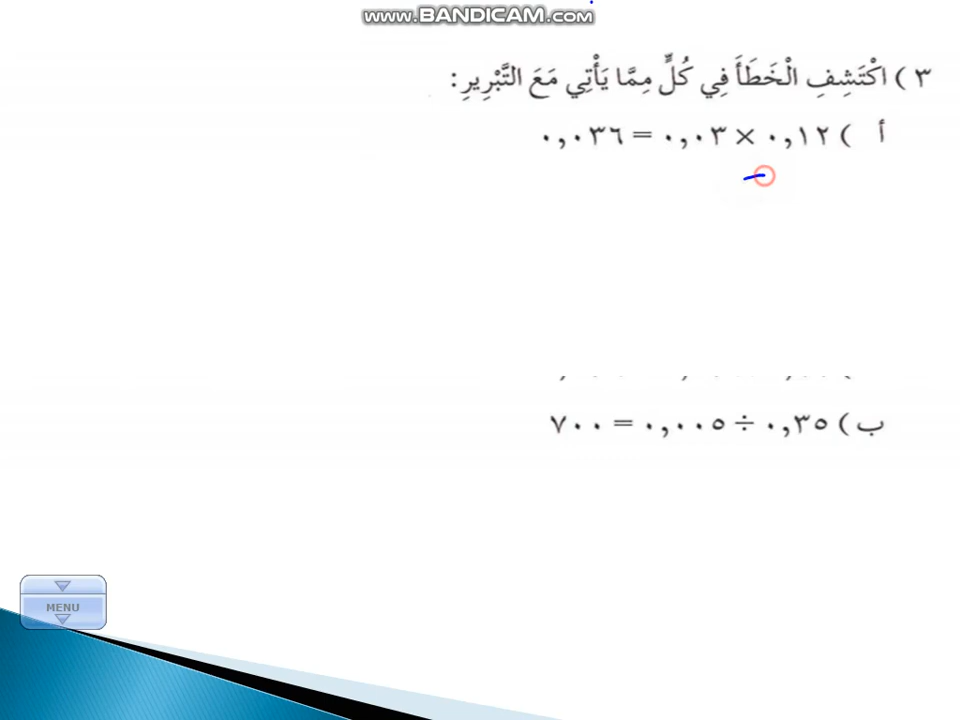 www.BANDICAM.com
٣ ) اكْتَشِفِ الْخَطَأَ فِي كُلٍّ مِمَّا يَأْتِي مَعَ التَّبْرِيرِ :
أ ) ٠,١٢ × ٠,٠٣ = ٠,٠٣٦
ب ) ٠,٣٥ ÷ ٠,٠٠٥ = ٧٠٠
MENU